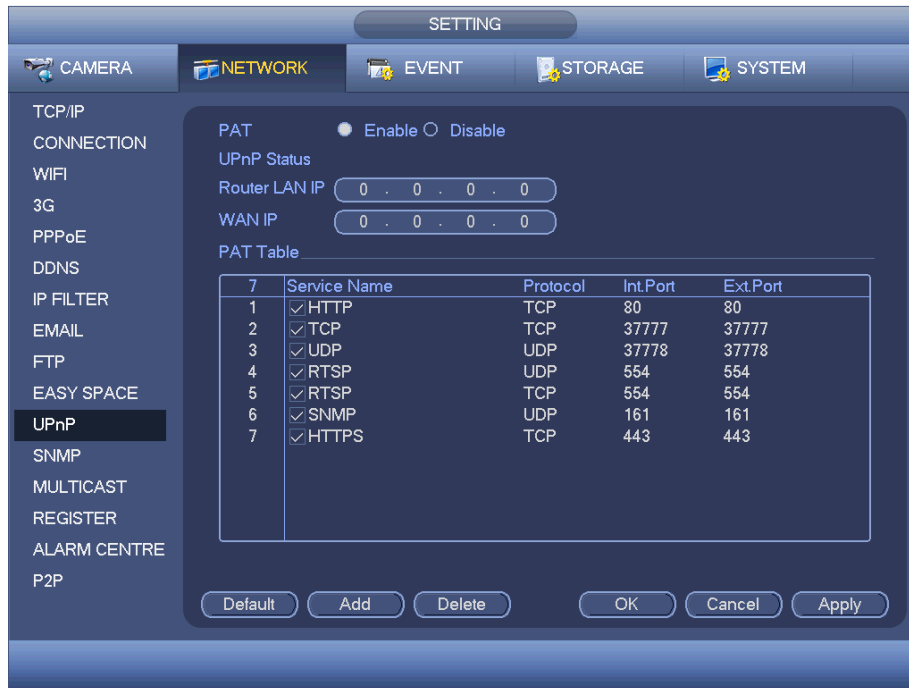 SETTING
CAMERA NETWORK EVENT STORAGE SYSTEM
TCP/IP
CONNECTION
WIFI
3G
PPPoE
DDNS
IP FILTER
EMAIL
FTP
EASY SPACE
UPnP
SNMP
MULTICAST
REGISTER
ALARM CENTRE
P2P
PAT Enable Disable
UPnP Status
Router LAN IP 0 . 0 . 0 . 0
WAN IP 0 . 0 . 0 . 0
PAT Table
7 Service Name Protocol Int.Port Ext.Port
1 HTTP TCP 80 80
2 TCP TCP 37777 37777
3 UDP UDP 37778 37778
4 RTSP UDP 554 554
5 RTSP TCP 554 554
6 SNMP UDP 161 161
7 HTTPS TCP 443 443
Default Add Delete OK Cancel Apply